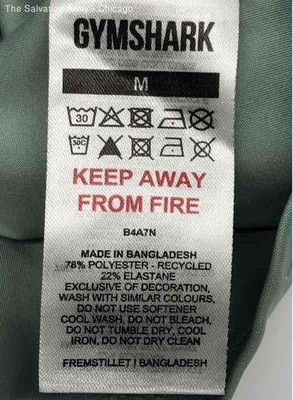 The Salvation Army - Chicago
GYMSHARK
M
30
30C
KEEP AWAY
FROM FIRE
B4A7N
MADE IN BANGLADESH
78% POLYESTER - RECYCLED
22% ELASTANE
EXCLUSIVE OF DECORATION,
WASH WITH SIMILAR COLOURS,
DO NOT USE SOFTENER
COOL WASH, DO NOT BLEACH,
DO NOT TUMBLE DRY, COOL
IRON, DO NOT DRY CLEAN
FREMSTILLET I BANGLADESH